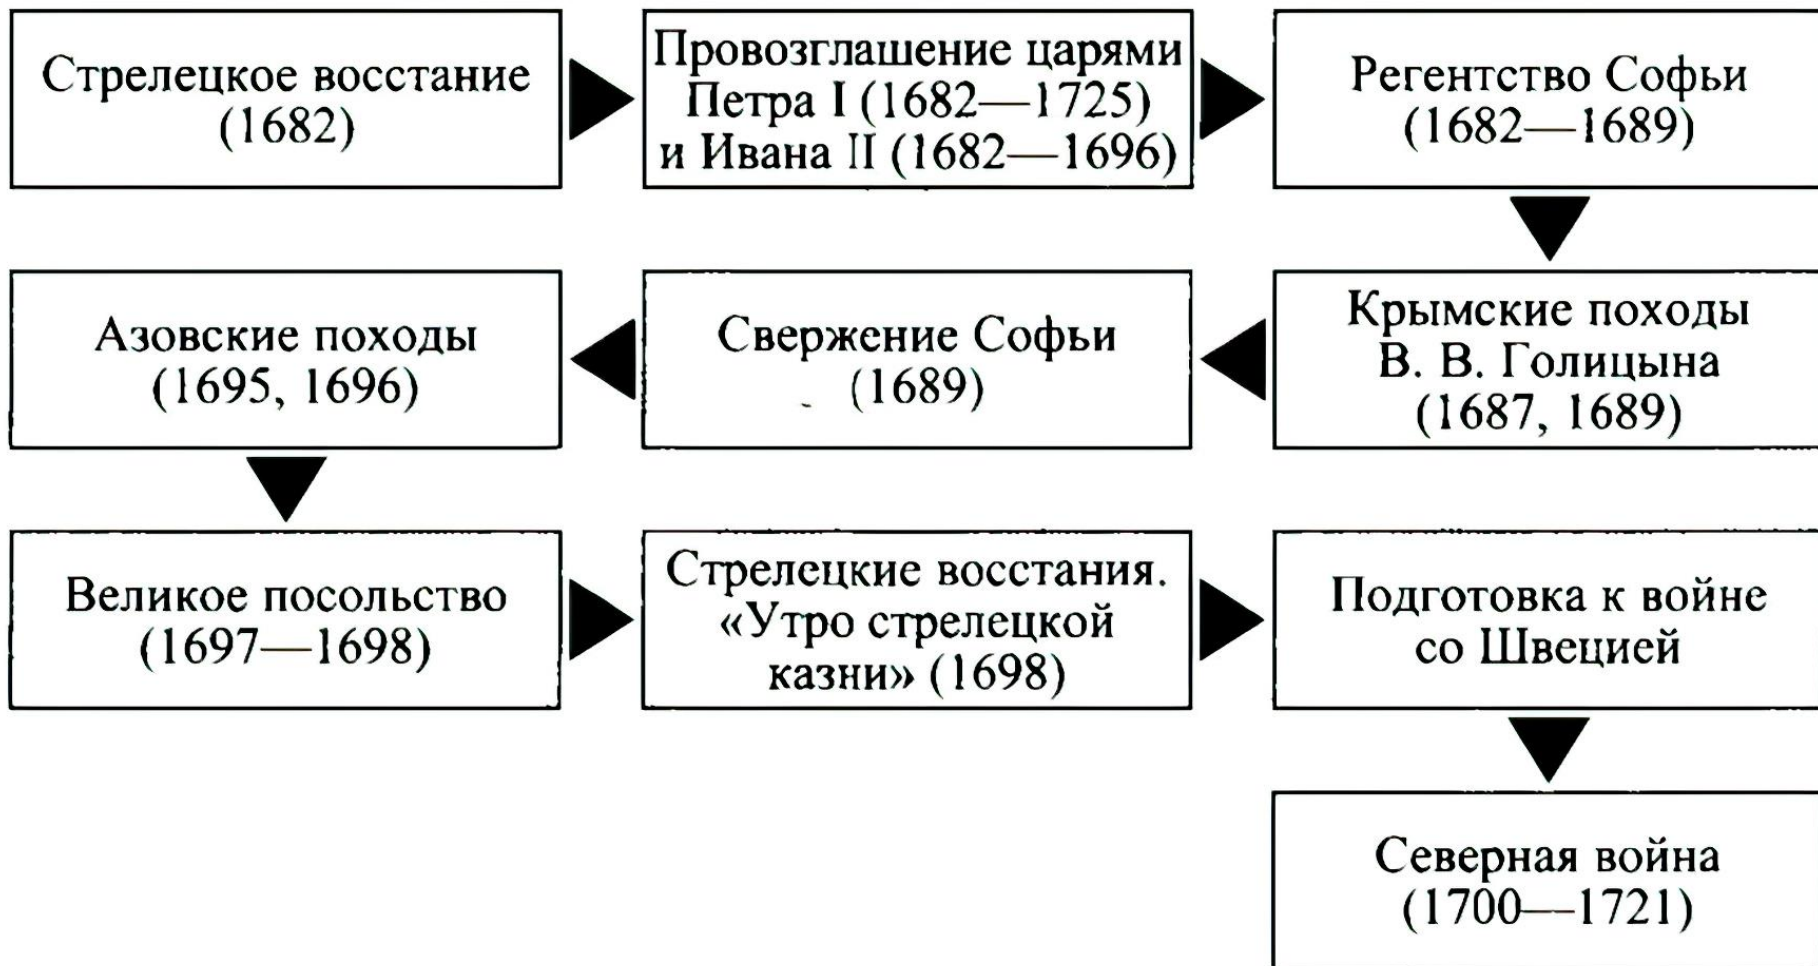 Стрелецкое восстание
(1682)
Провозглашение царями
Петра I (1682—1725)
и Ивана II (1682—1696)
Регентство Софьи
(1682—1689)
Крымские походы
В. В. Голицына
(1687, 1689)
Свержение Софьи
(1689)
Азовские походы
(1695, 1696)
Великое посольство
(1697—1698)
Стрелецкие восстания.
«Утро стрелецкой
казни» (1698)
Подготовка к войне
со Швецией
Северная война
(1700—1721)